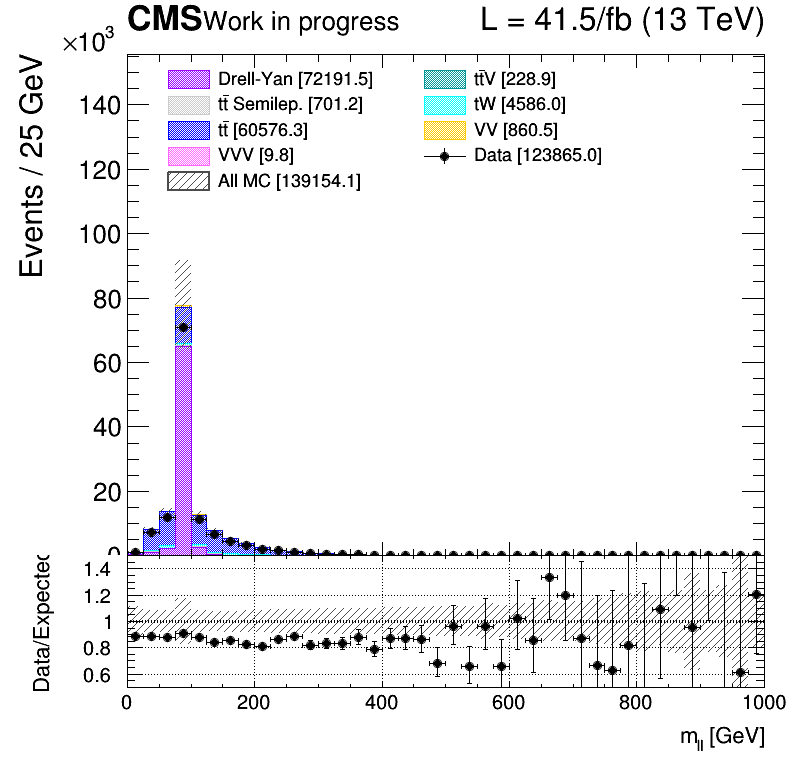 CMS Work in progress L = 41.5/fb (13 TeV)
×10³
Events / 25 GeV
Drell-Yan [72191.5]
tt̄ Semilep. [701.2]
tt̄ [60576.3]
VVV [9.8]
All MC [139154.1]
tt̄V [228.9]
tW [4586.0]
VV [860.5]
Data [123865.0]
140
120
100
80
60
40
20
0
Data/Expected
1.4
1.2
1
0.8
0.6
0 200 400 600 800 1000
m_ll [GeV]